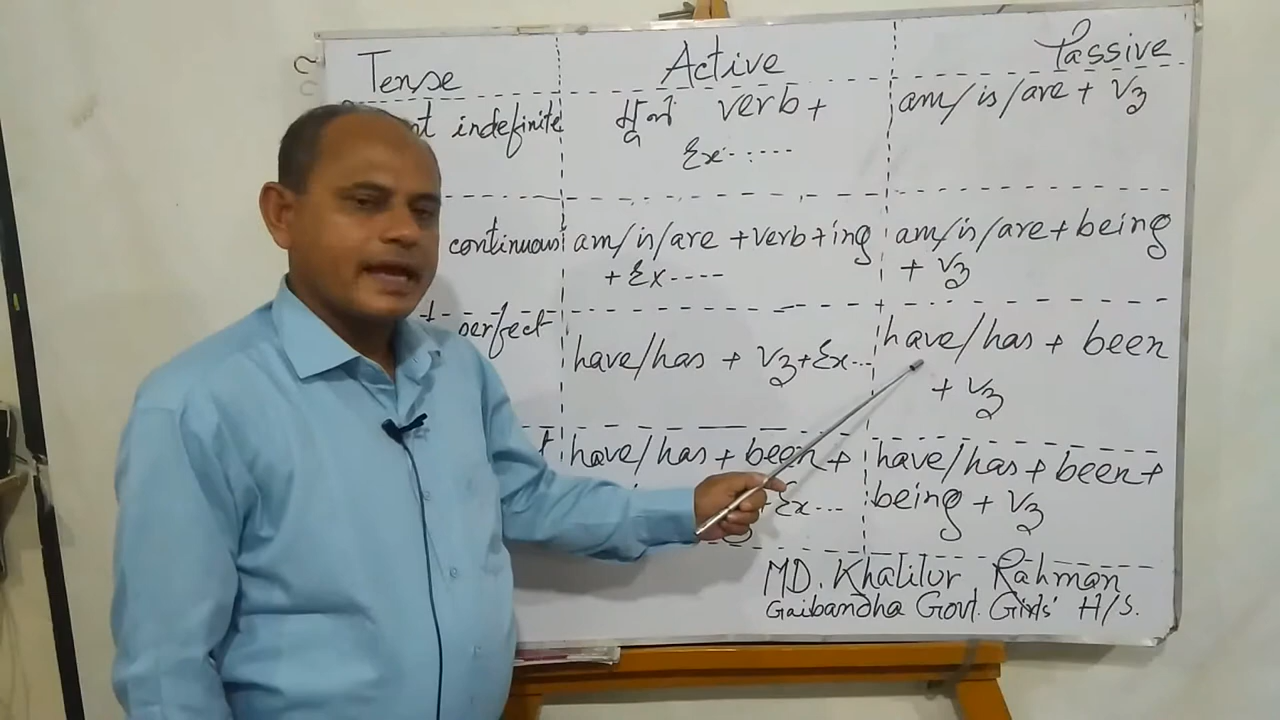 Tense Active Passive
indefinite মূল verb + am/is/are + V3
Ex......
continuous am/is/are +verb+ing am/is/are+being
+ Ex---- + V3
perfect have/has + V3+Ex... have/has + been
+ V3
have/has + been + have/has + been +
Ex... being + V3
MD. Khalilur Rahman
Gaibandha Govt. Girls' H/S.